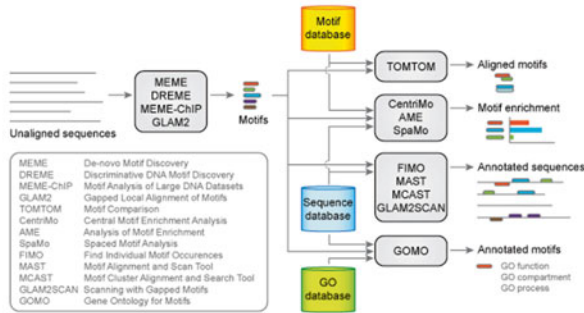 Motif
database
MEME
DREME
MEME-ChIP
GLAM2
Unaligned sequences
Motifs
TOMTOM
Aligned motifs
CentriMo
AME
SpaMo
Motif enrichment
FIMO
MAST
MCAST
GLAM2SCAN
Annotated sequences
Sequence
database
GOMO
Annotated motifs
GO function
GO compartment
GO process
GO
database
MEME De-novo Motif Discovery
DREME Discriminative DNA Motif Discovery
MEME-ChIP Motif Analysis of Large DNA Datasets
GLAM2 Gapped Local Alignment of Motifs
TOMTOM Motif Comparison
CentriMo Central Motif Enrichment Analysis
AME Analysis of Motif Enrichment
SpaMo Spaced Motif Analysis
FIMO Find Individual Motif Occurences
MAST Motif Alignment and Scan Tool
MCAST Motif Cluster Alignment and Search Tool
GLAM2SCAN Scanning with Gapped Motifs
GOMO Gene Ontology for Motifs